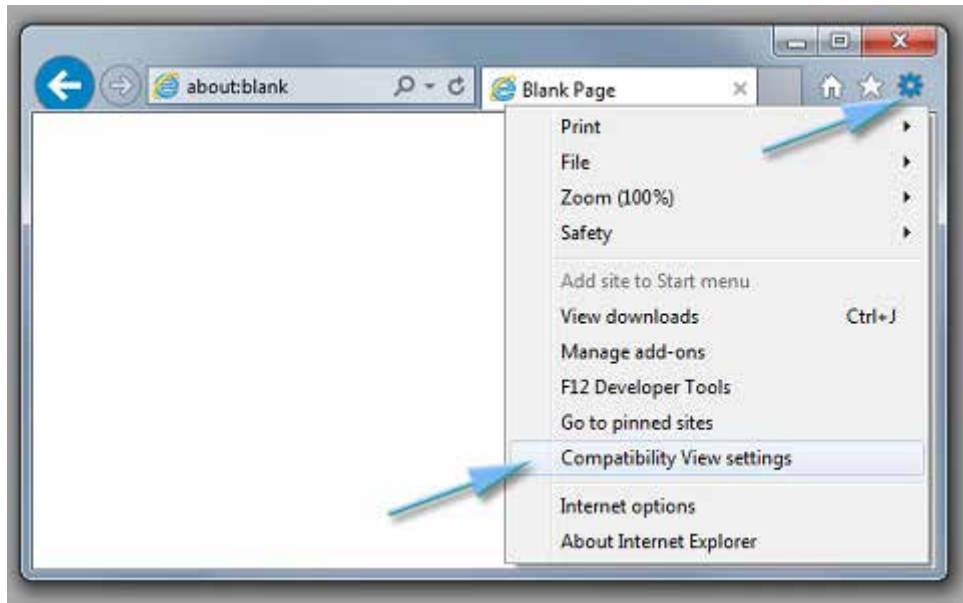 about:blank
Blank Page
Print
File
Zoom (100%)
Safety
Add site to Start menu
View downloads Ctrl+J
Manage add-ons
F12 Developer Tools
Go to pinned sites
Compatibility View settings
Internet options
About Internet Explorer